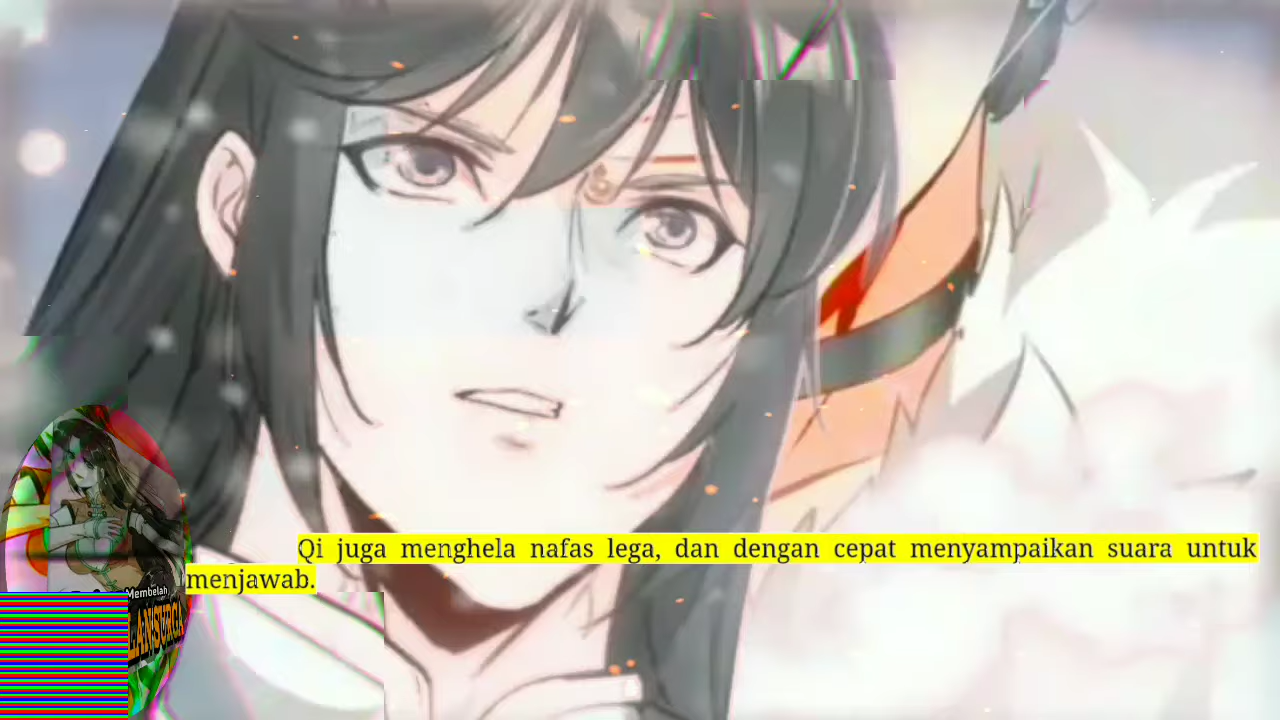 Qi juga menghela nafas lega, dan dengan cepat menyampaikan suara untuk
menjawab.
Membelah